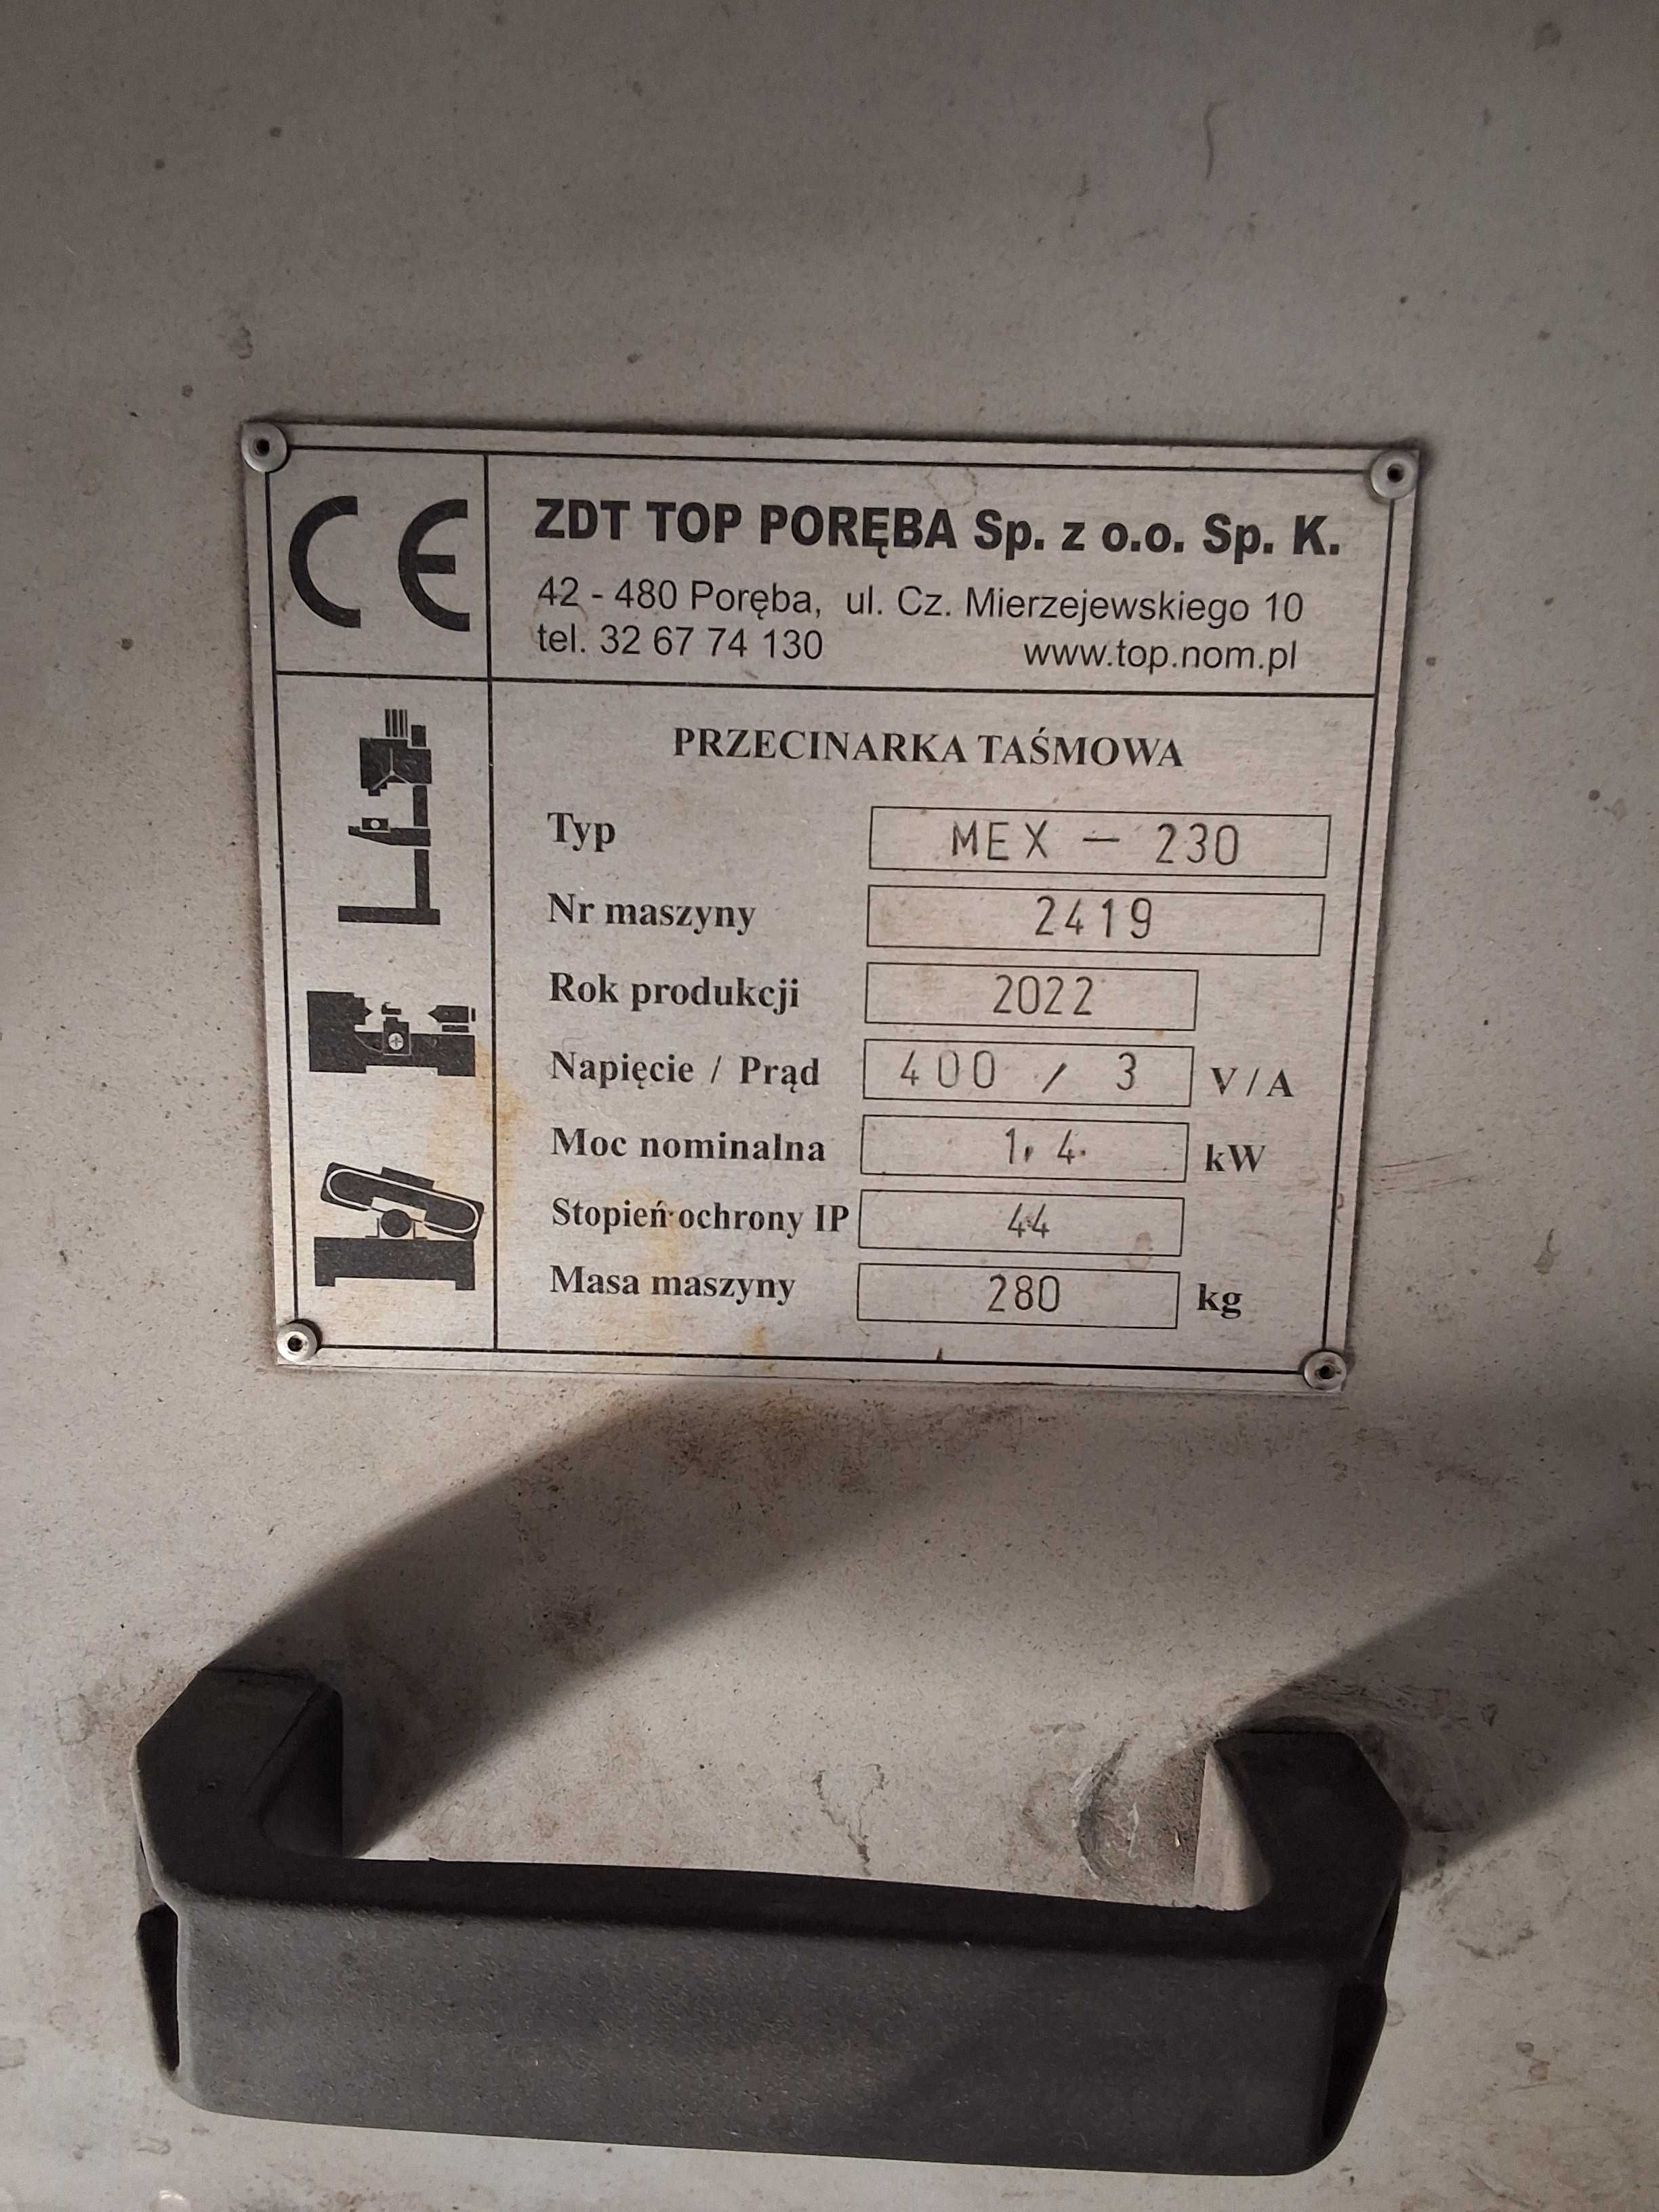 CE
ZDT TOP PORĘBA Sp. z o.o. Sp. K.
42 - 480 Poręba, ul. Cz. Mierzejewskiego 10
tel. 32 67 74 130 www.top.nom.pl
PRZECINARKA TAŚMOWA
Typ MEX - 230
Nr maszyny 2419
Rok produkcji 2022
Napięcie / Prąd 400 / 3 V / A
Moc nominalna 1,4 kW
Stopień ochrony IP 44
Masa maszyny 280 kg